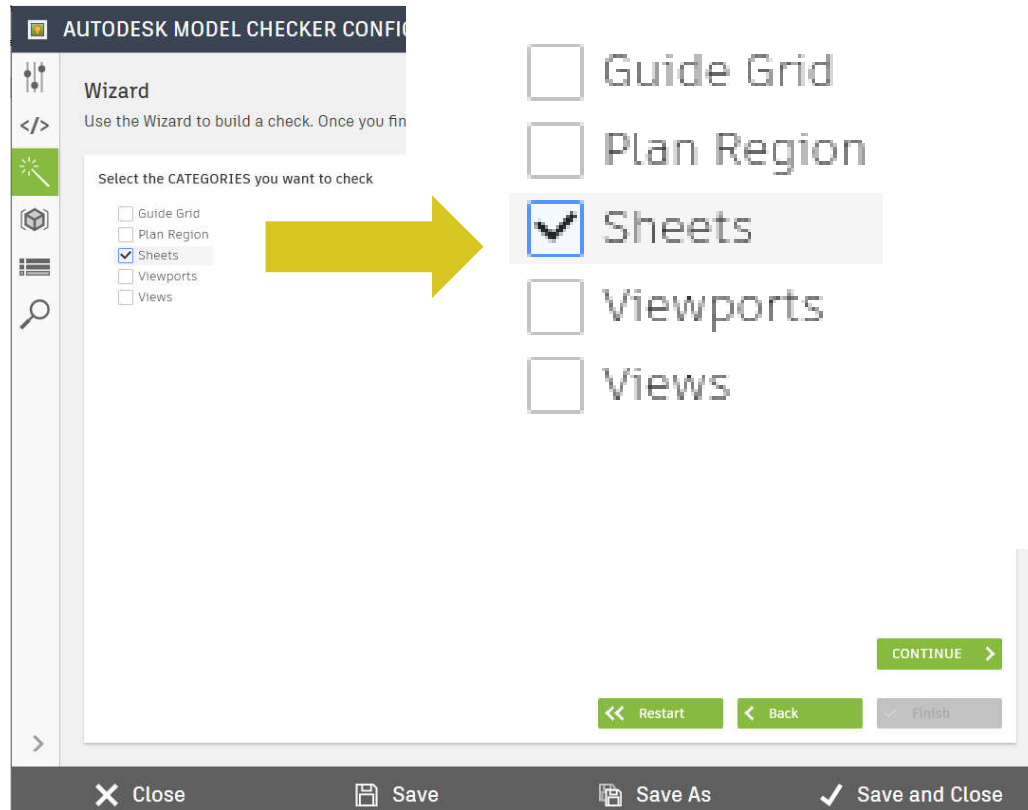 AUTODESK MODEL CHECKER CONFI
Wizard
Use the Wizard to build a check. Once you fin
Select the CATEGORIES you want to check
Guide Grid
Plan Region
Sheets
Viewports
Views
Guide Grid
Plan Region
Sheets
Viewports
Views
CONTINUE
Restart
Back
Finish
Close
Save
Save As
Save and Close